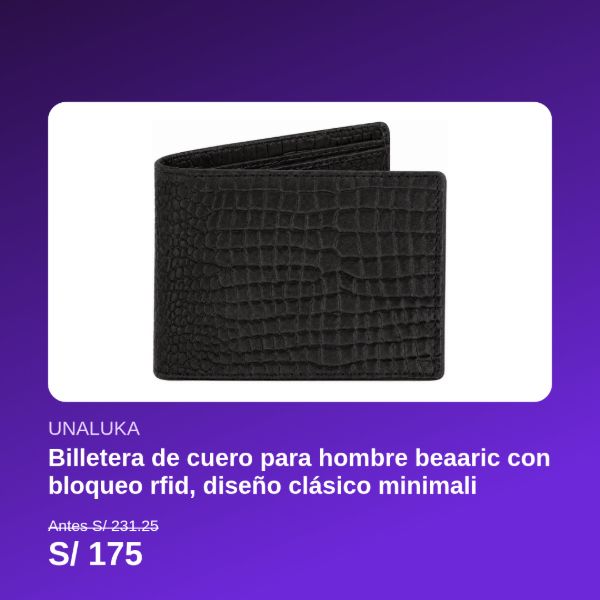 UNALUKA
Billetera de cuero para hombre beaaric con
bloqueo rfid, diseño clásico minimali
Antes S/ 231.25
S/ 175